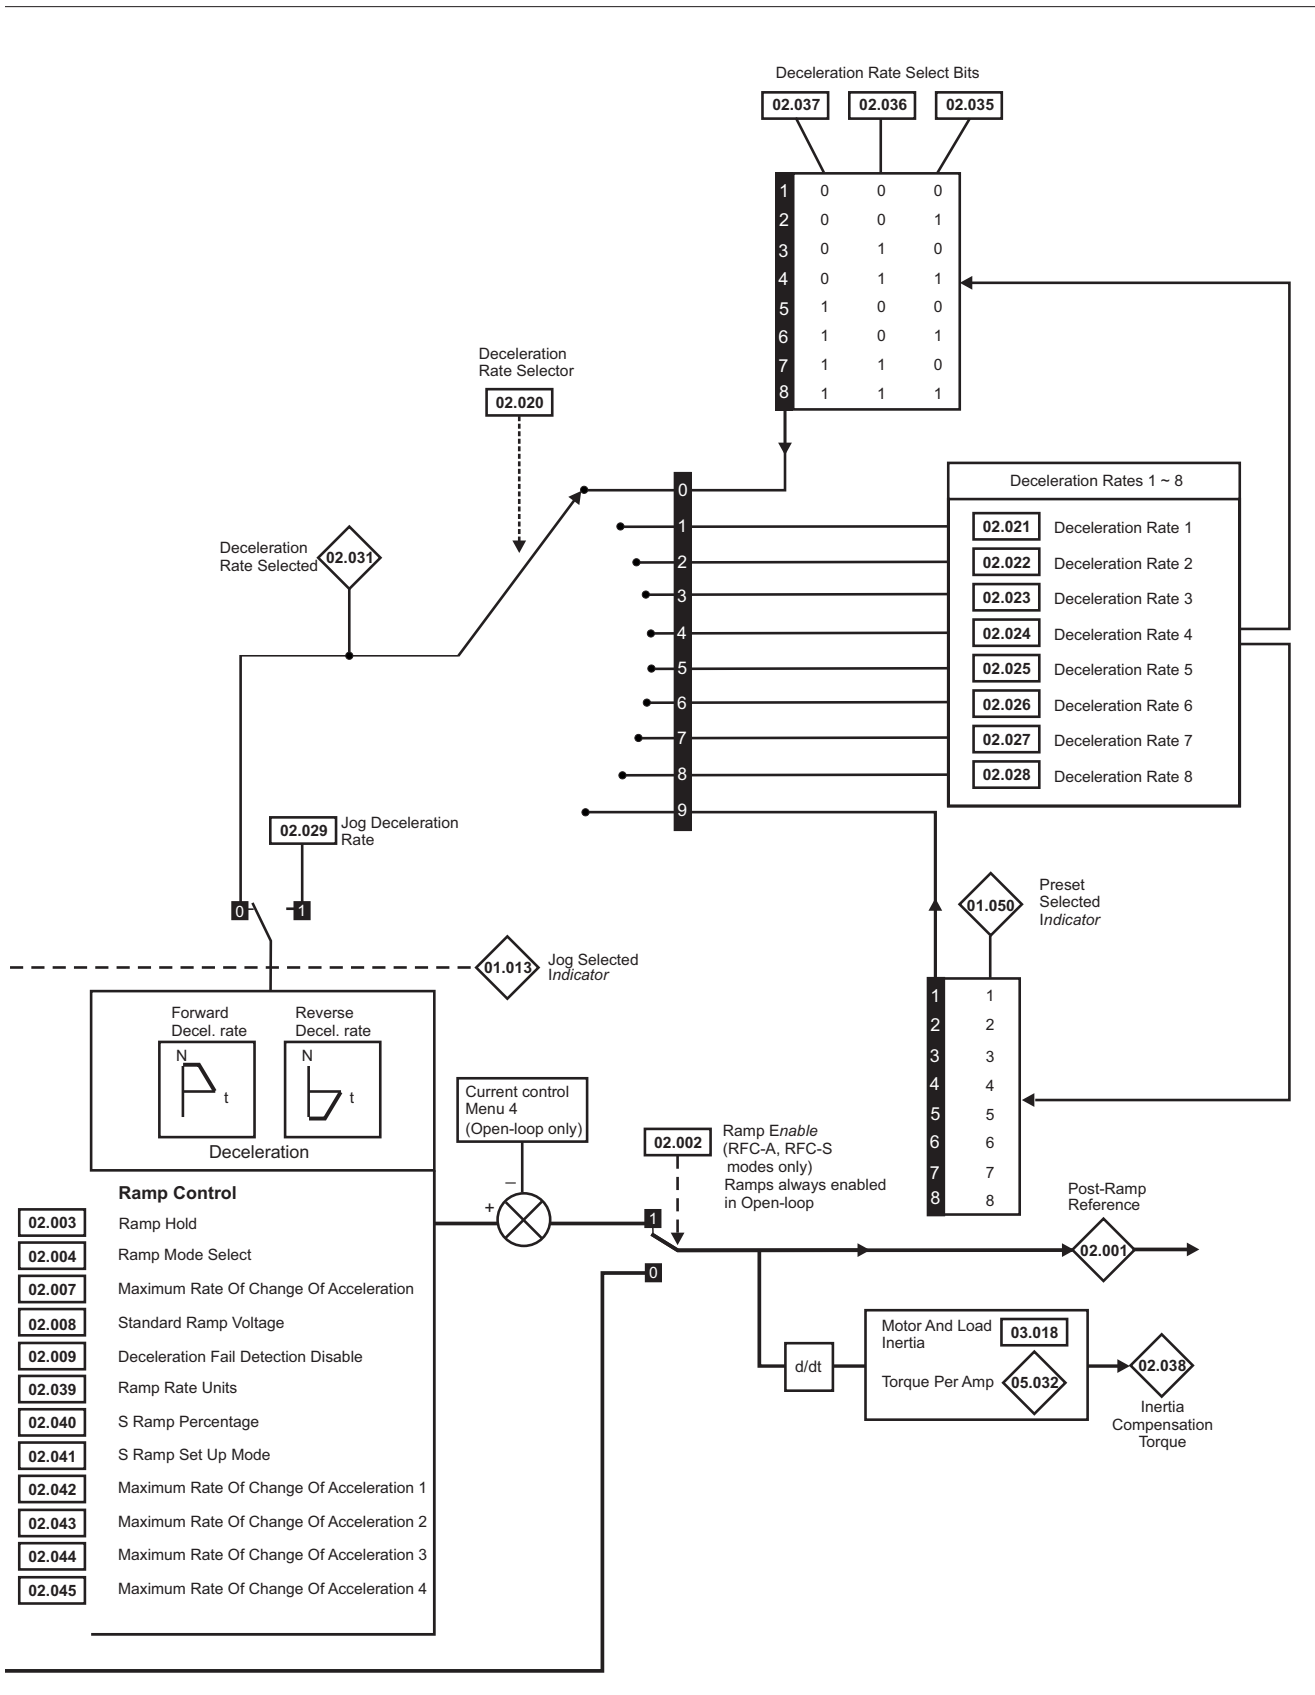 Deceleration Rate Select Bits
02.037 02.036 02.035
1 0 0 0
2 0 0 1
3 0 1 0
4 0 1 1
5 1 0 0
6 1 0 1
7 1 1 0
8 1 1 1
Deceleration
Rate Selector
02.020
0
1
2
3
4
5
6
7
8
9
Deceleration Rates 1 ~ 8
02.021 Deceleration Rate 1
02.022 Deceleration Rate 2
02.023 Deceleration Rate 3
02.024 Deceleration Rate 4
02.025 Deceleration Rate 5
02.026 Deceleration Rate 6
02.027 Deceleration Rate 7
02.028 Deceleration Rate 8
Deceleration
Rate Selected
02.031
02.029
Jog Deceleration
Rate
0 1
01.013
Jog Selected
Indicator
01.050
Preset
Selected
Indicator
1 1
2 2
3 3
4 4
5 5
6 6
7 7
8 8
Forward
Decel. rate
N
t
Reverse
Decel. rate
N
t
Deceleration
Current control
Menu 4
(Open-loop only)
–
+
02.002
Ramp Enable
(RFC-A, RFC-S
modes only)
Ramps always enabled
in Open-loop
1
0
Post-Ramp
Reference
02.001
d/dt
Motor And Load
Inertia
03.018
Torque Per Amp
05.032
02.038
Inertia
Compensation
Torque
Ramp Control
02.003 Ramp Hold
02.004 Ramp Mode Select
02.007 Maximum Rate Of Change Of Acceleration
02.008 Standard Ramp Voltage
02.009 Deceleration Fail Detection Disable
02.039 Ramp Rate Units
02.040 S Ramp Percentage
02.041 S Ramp Set Up Mode
02.042 Maximum Rate Of Change Of Acceleration 1
02.043 Maximum Rate Of Change Of Acceleration 2
02.044 Maximum Rate Of Change Of Acceleration 3
02.045 Maximum Rate Of Change Of Acceleration 4